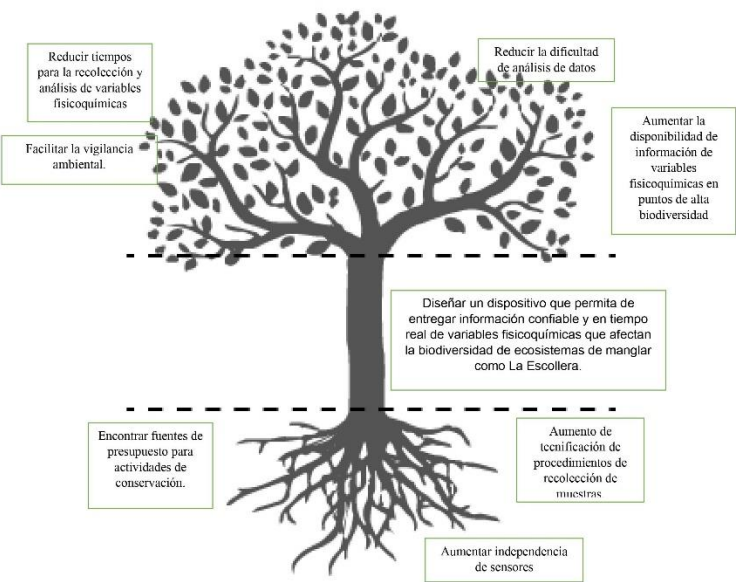 Reducir tiempos
para la recolección y
análisis de variables
fisicoquímicas
Reducir la dificultad
de análisis de datos
Facilitar la vigilancia
ambiental.
Aumentar la
disponibilidad de
información de
variables
fisicoquímicas en
puntos de alta
biodiversidad
Diseñar un dispositivo que permita de
entregar información confiable y en tiempo
real de variables fisicoquímicas que afectan
la biodiversidad de ecosistemas de manglar
como La Escollera.
Encontrar fuentes de
presupuesto para
actividades de
conservación.
Aumento de
tecnificación de
procedimientos de
recolección de
muestras
Aumentar independencia
de sensores